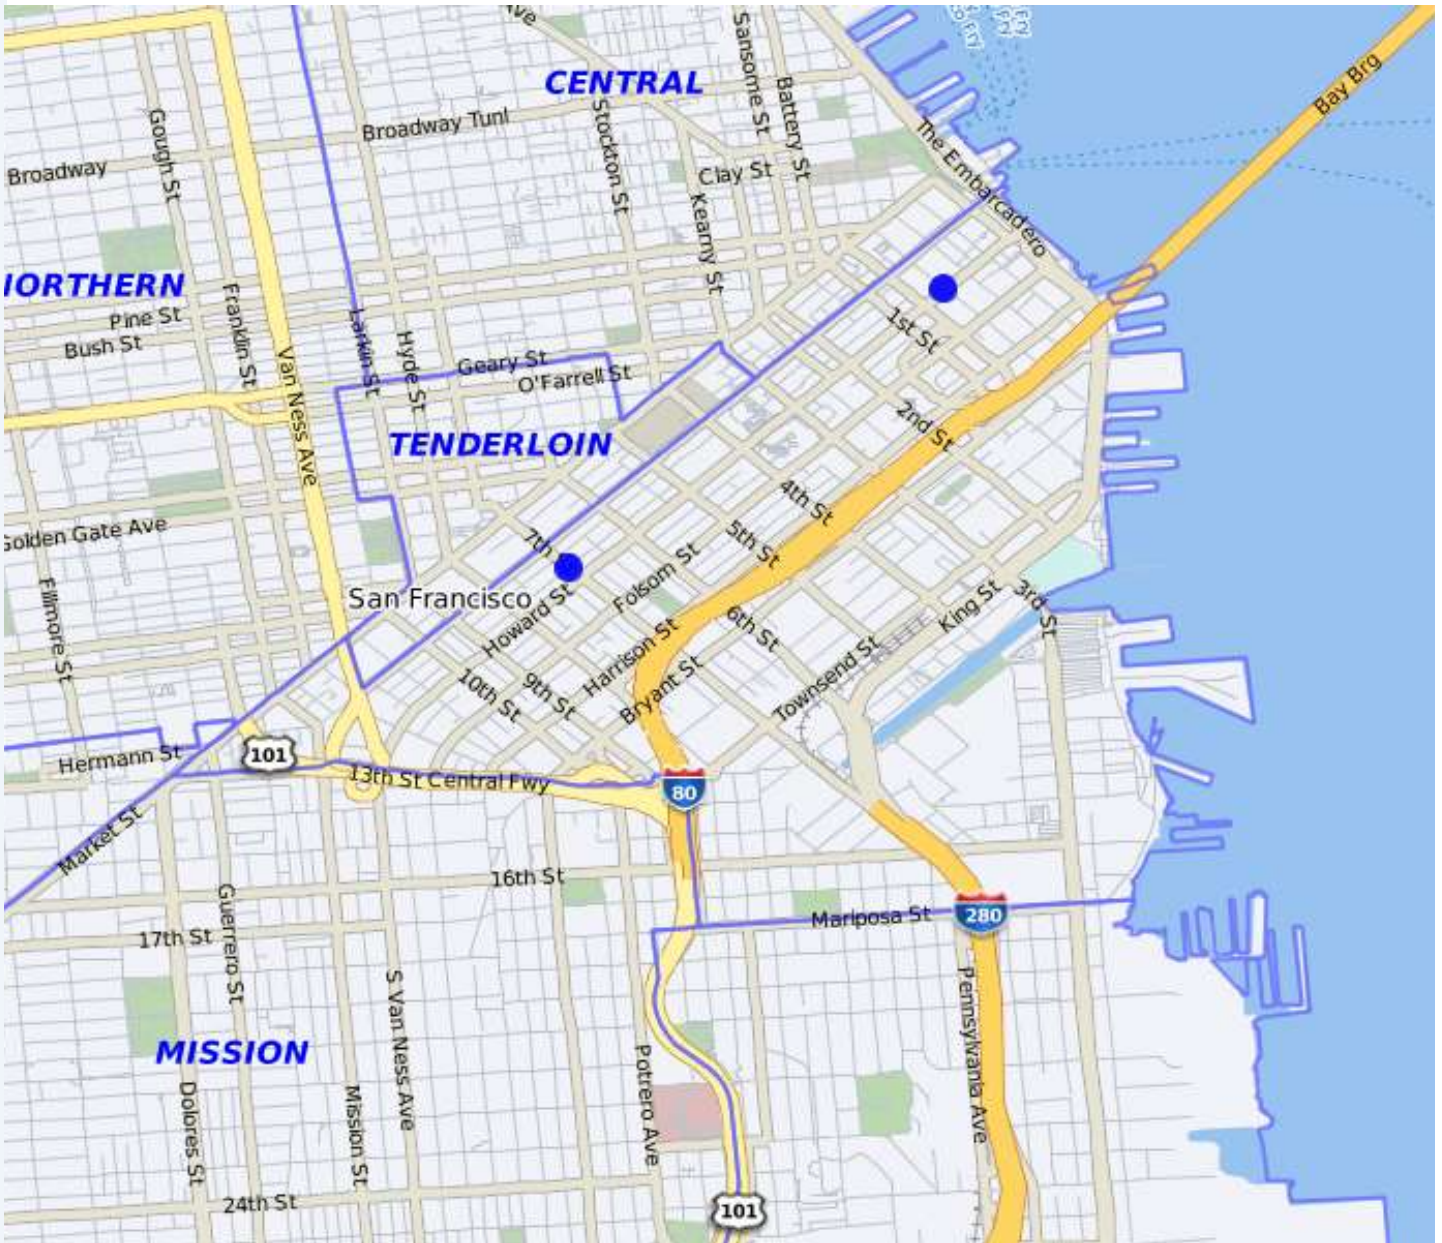 Ave
Sansome St
Battery St
Bay Brg
CENTRAL
Gough St
Broadway Tunl
Stockton St
The Embarcadero
Broadway
Clay St
Kearny St
ORTHERN
Pine St
Bush St
Franklin St
Larkin St
Hyde St
Van Ness Ave
Geary St
O'Farrell St
1st St
2nd St
TENDERLOIN
4th St
5th St
Golden Gate Ave
7th
Folsom St
Fillmore St
San Francisco
Howard St
6th St
King St
3rd St
Harrison St
Bryant St
Townsend St
10th St
9th St
Hermann St
101
13th St Central Fwy
80
Market St
16th St
Guerrero St
17th St
Mariposa St
280
S Van Ness Ave
Pennsylvania Ave
MISSION
Dolores St
Mission St
Potrero Ave
24th St
101